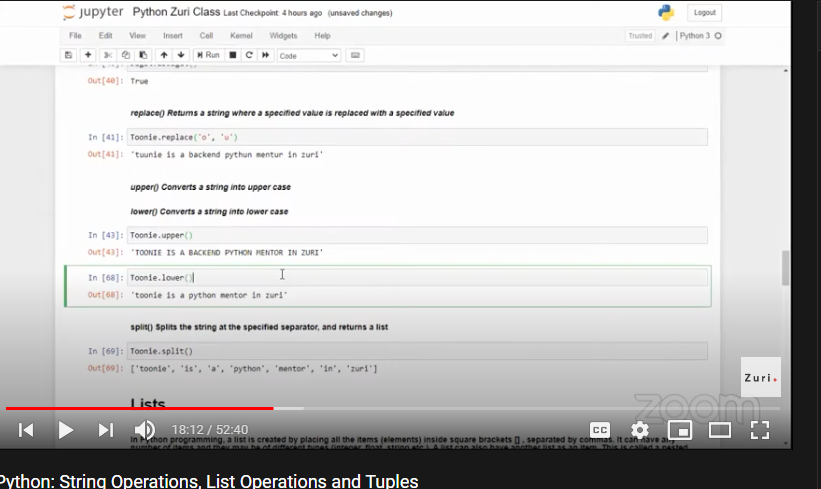 jupyter Python Zuri Class Last Checkpoint: 4 hours ago (unsaved changes) Logout
File Edit View Insert Cell Kernel Widgets Help Trusted Python 3
Run Code
Out[40]: True
replace() Returns a string where a specified value is replaced with a specified value
In [41]: Toonie.replace('o', 'u')
Out[41]: 'tuunie is a backend pythun mentur in zuri'
upper() Converts a string into upper case
lower() Converts a string into lower case
In [43]: Toonie.upper()
Out[43]: 'TOONIE IS A BACKEND PYTHON MENTOR IN ZURI'
In [68]: Toonie.lower()
Out[68]: 'toonie is a python mentor in zuri'
split() Splits the string at the specified separator, and returns a list
In [69]: Toonie.split()
Out[69]: ['toonie', 'is', 'a', 'python', 'mentor', 'in', 'zuri']
Zuri.
Lists
zoom
18:12 / 52:40
CC
In Python programming, a list is created by placing all the items (elements) inside square brackets [] , separated by commas. It can have any
number of items and they may be of different types (integer, float, string etc.). A list can also have another list as an item. This is called a nested
Python: String Operations, List Operations and Tuples